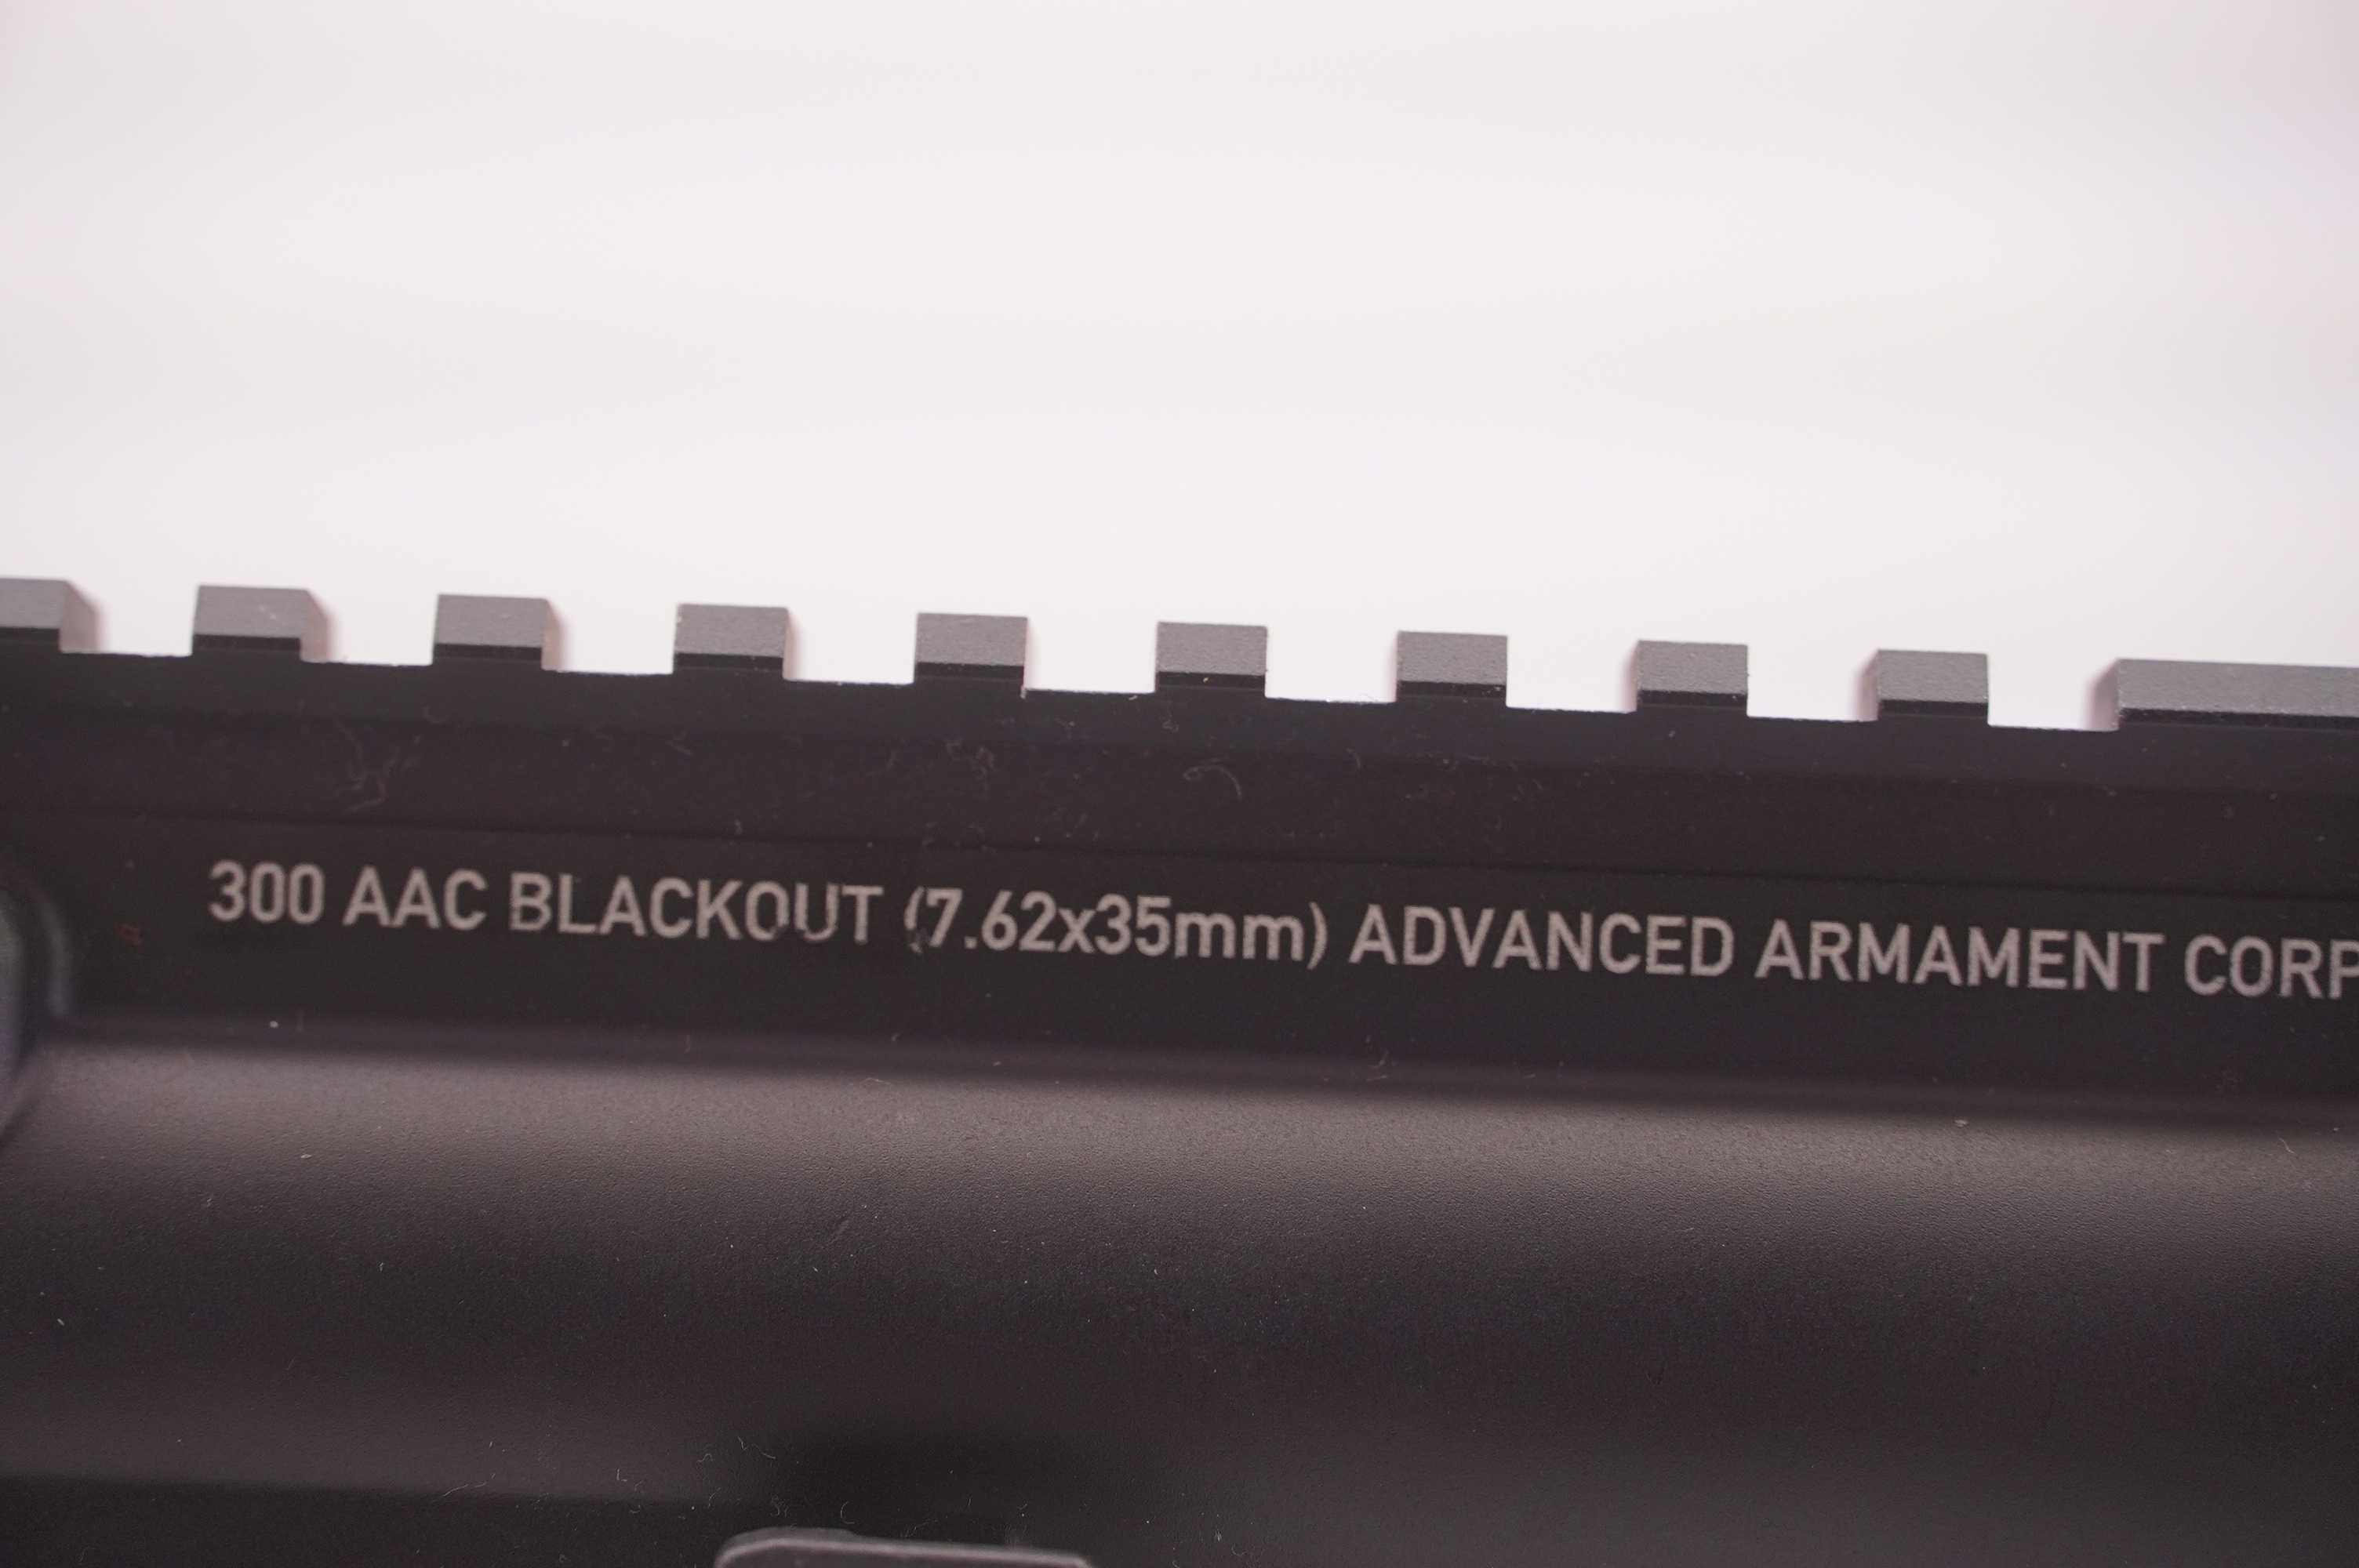 300 AAC BLACKOUT (7.62x35mm) ADVANCED ARMAMENT CORP